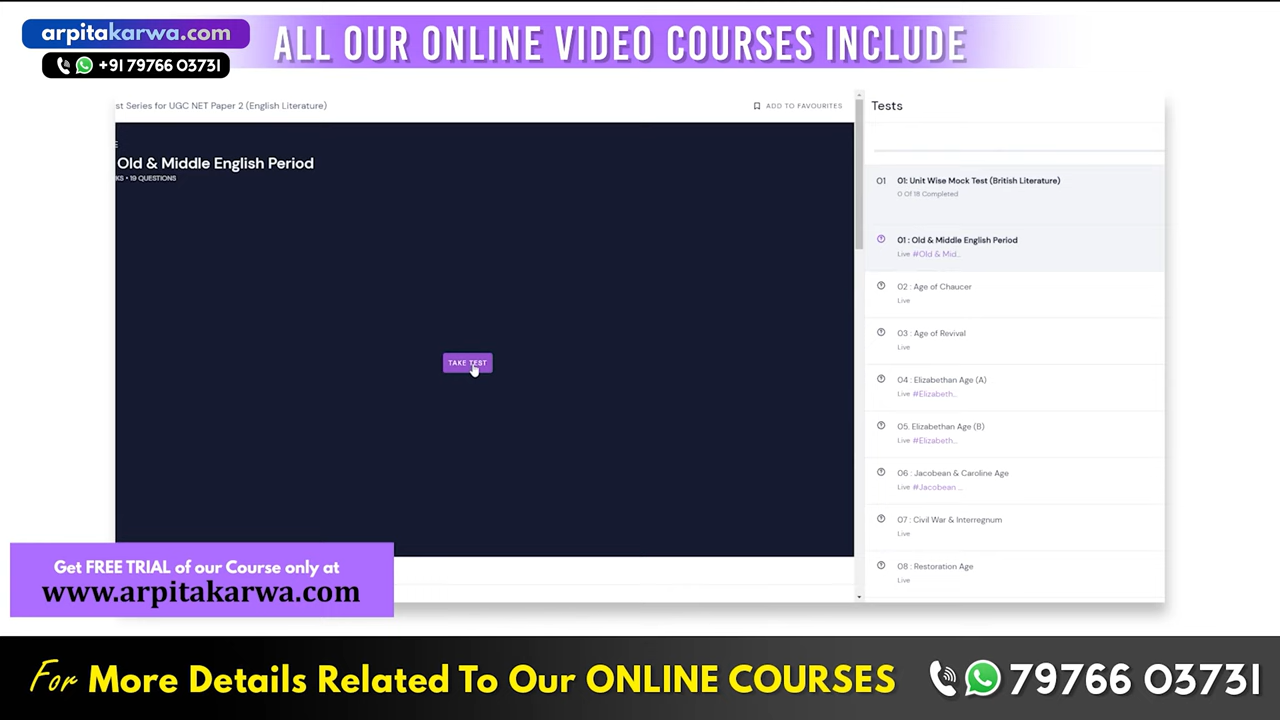 arpitakarwa.com
+91 79766 03731
ALL OUR ONLINE VIDEO COURSES INCLUDE
st Series for UGC NET Paper 2 (English Literature)
ADD TO FAVOURITES
Old & Middle English Period
KS • 19 QUESTIONS
TAKE TEST
Tests
01 01: Unit Wise Mock Test (British Literature)
0 Of 18 Completed
01 : Old & Middle English Period
Live #Old & Mid...
02 : Age of Chaucer
Live
03 : Age of Revival
Live
04 : Elizabethan Age (A)
Live #Elizabeth...
05. Elizabethan Age (B)
Live #Elizabeth...
06 : Jacobean & Caroline Age
Live #Jacobean ...
07 : Civil War & Interregnum
Live
08 : Restoration Age
Live
Get FREE TRIAL of our Course only at
www.arpitakarwa.com
For More Details Related To Our ONLINE COURSES
79766 03731